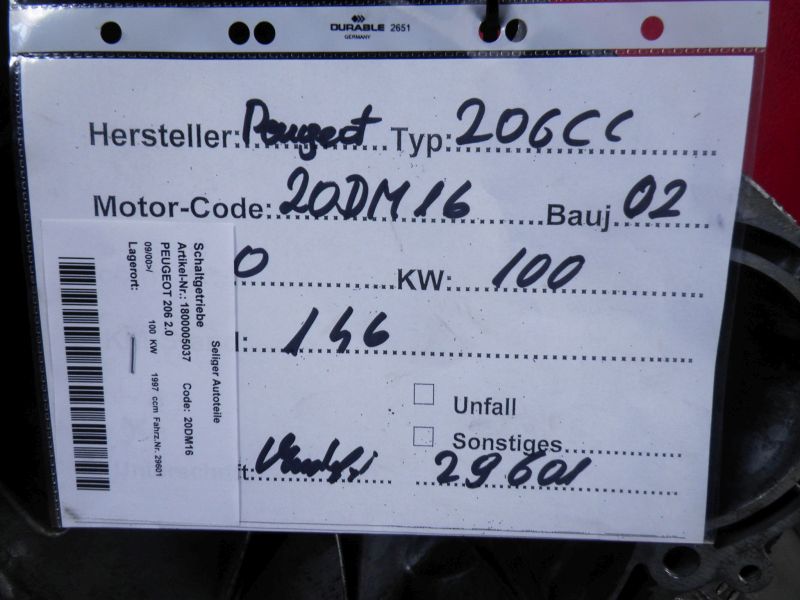 DURABLE 2651
GERMANY
Hersteller: Peugeot Typ: 206CC
Motor-Code: 20DM16 Bauj 02
0 KW: 100
146
Unfall
Sonstiges
29601
Seliger Autoteile
Schaltgetriebe
Artikel-Nr.: 1800005037 Code: 20DM16
PEUGEOT 206 2.0
09/00>/ 100 KW 1997 ccm Fahrz.Nr. 29601
Lagerort: